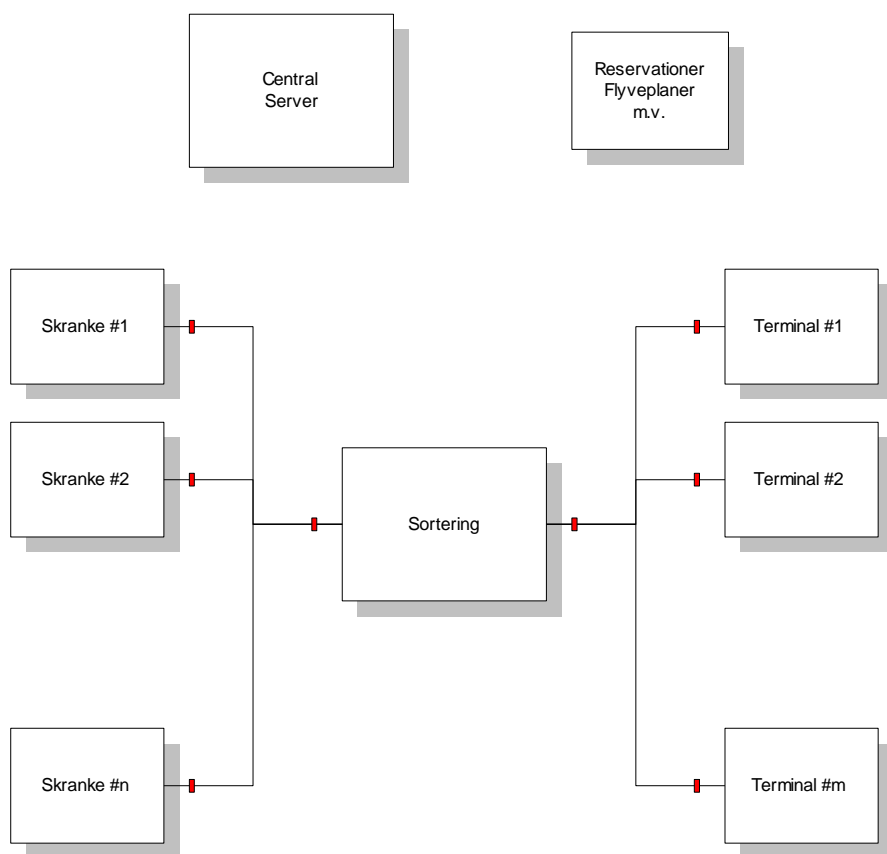 Central
Server
Reservationer
Flyveplaner
m.v.
Skranke #1
Terminal #1
Skranke #2
Terminal #2
Sortering
Skranke #n
Terminal #m